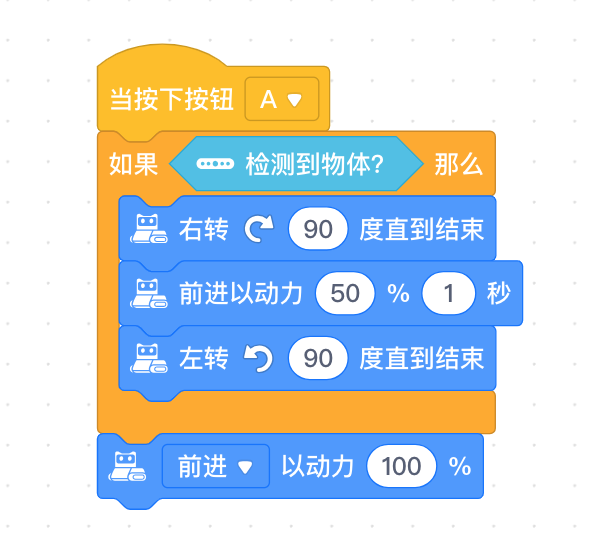 当按下按钮 A
如果 检测到物体? 那么
右转 90 度直到结束
前进以动力 50 % 1 秒
左转 90 度直到结束
前进 以动力 100 %